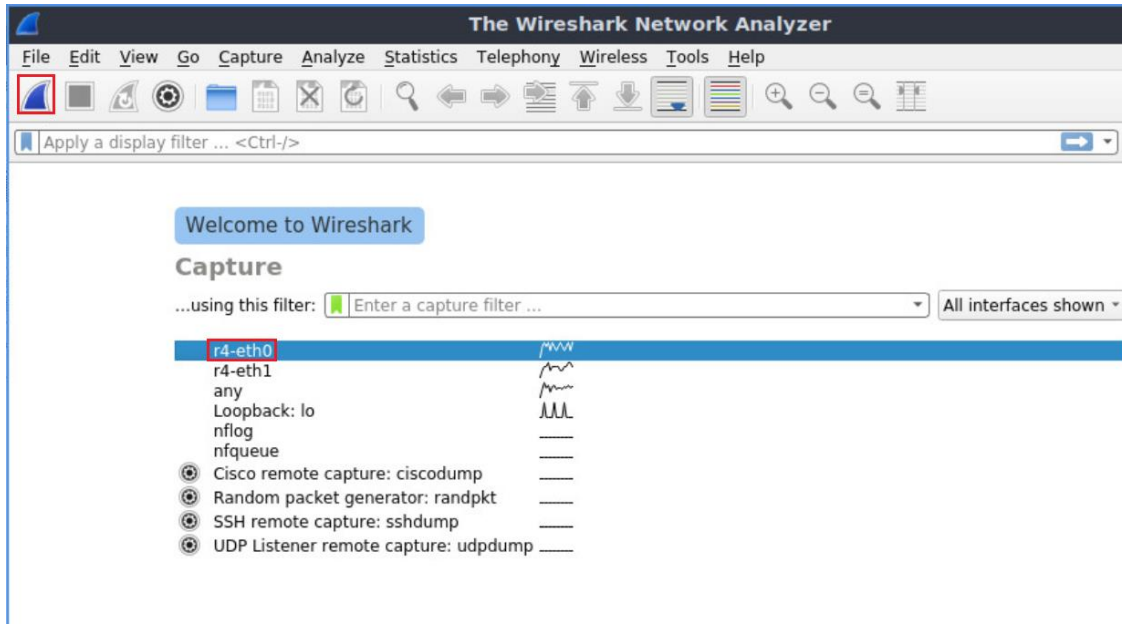 The Wireshark Network Analyzer
File Edit View Go Capture Analyze Statistics Telephony Wireless Tools Help
Apply a display filter ... <Ctrl-/>
Welcome to Wireshark
Capture
...using this filter: Enter a capture filter ... All interfaces shown
r4-eth0
r4-eth1
any
Loopback: lo
nflog
nfqueue
Cisco remote capture: ciscodump
Random packet generator: randpkt
SSH remote capture: sshdump
UDP Listener remote capture: udpdump